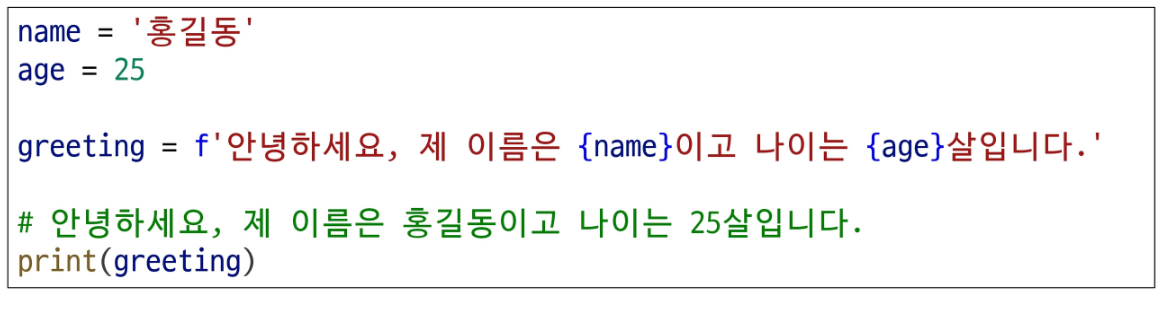 name = '홍길동'
age = 25
greeting = f'안녕하세요, 제 이름은 {name}이고 나이는 {age}살입니다.'
# 안녕하세요, 제 이름은 홍길동이고 나이는 25살입니다.
print(greeting)